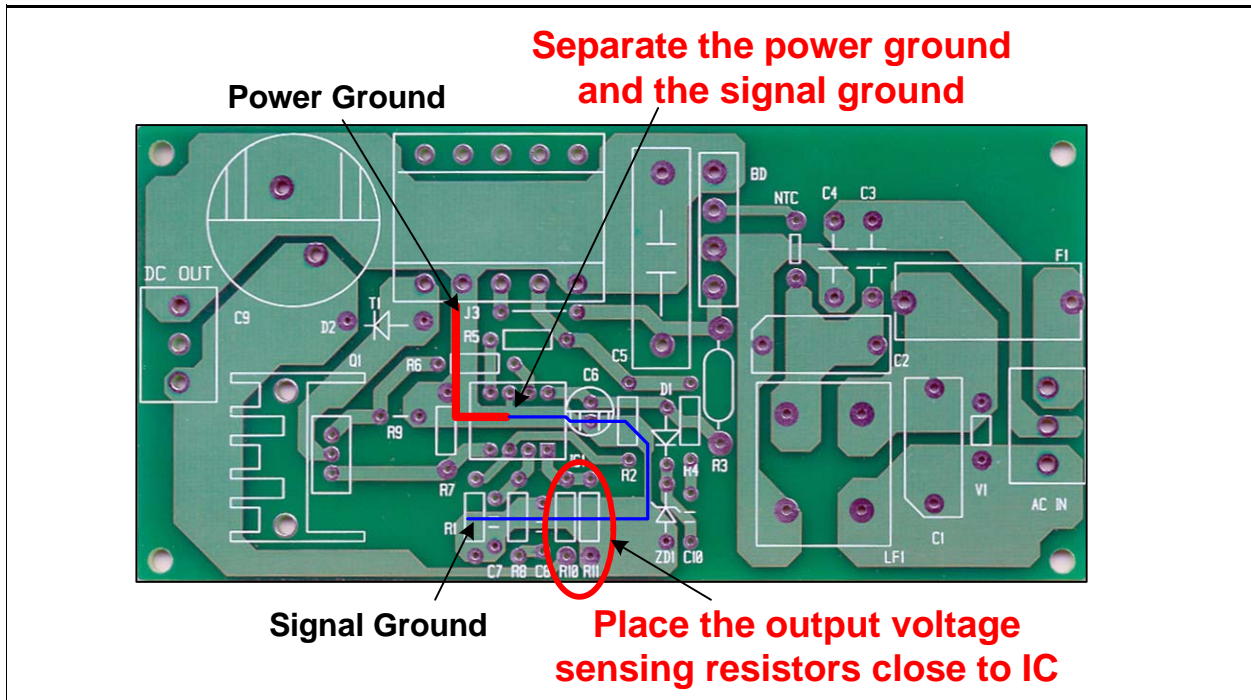 Separate the power ground
and the signal ground
Power Ground
BD
NTC
C4
C3
F1
DC OUT
C9
T1
D2
J3
R5
Q1
R6
C5
C6
C2
D1
R9
R7
R2
R4
R3
V1
AC IN
R1
C7
R8
R10
R11
ZD1
C10
LF1
C1
Signal Ground
Place the output voltage
sensing resistors close to IC